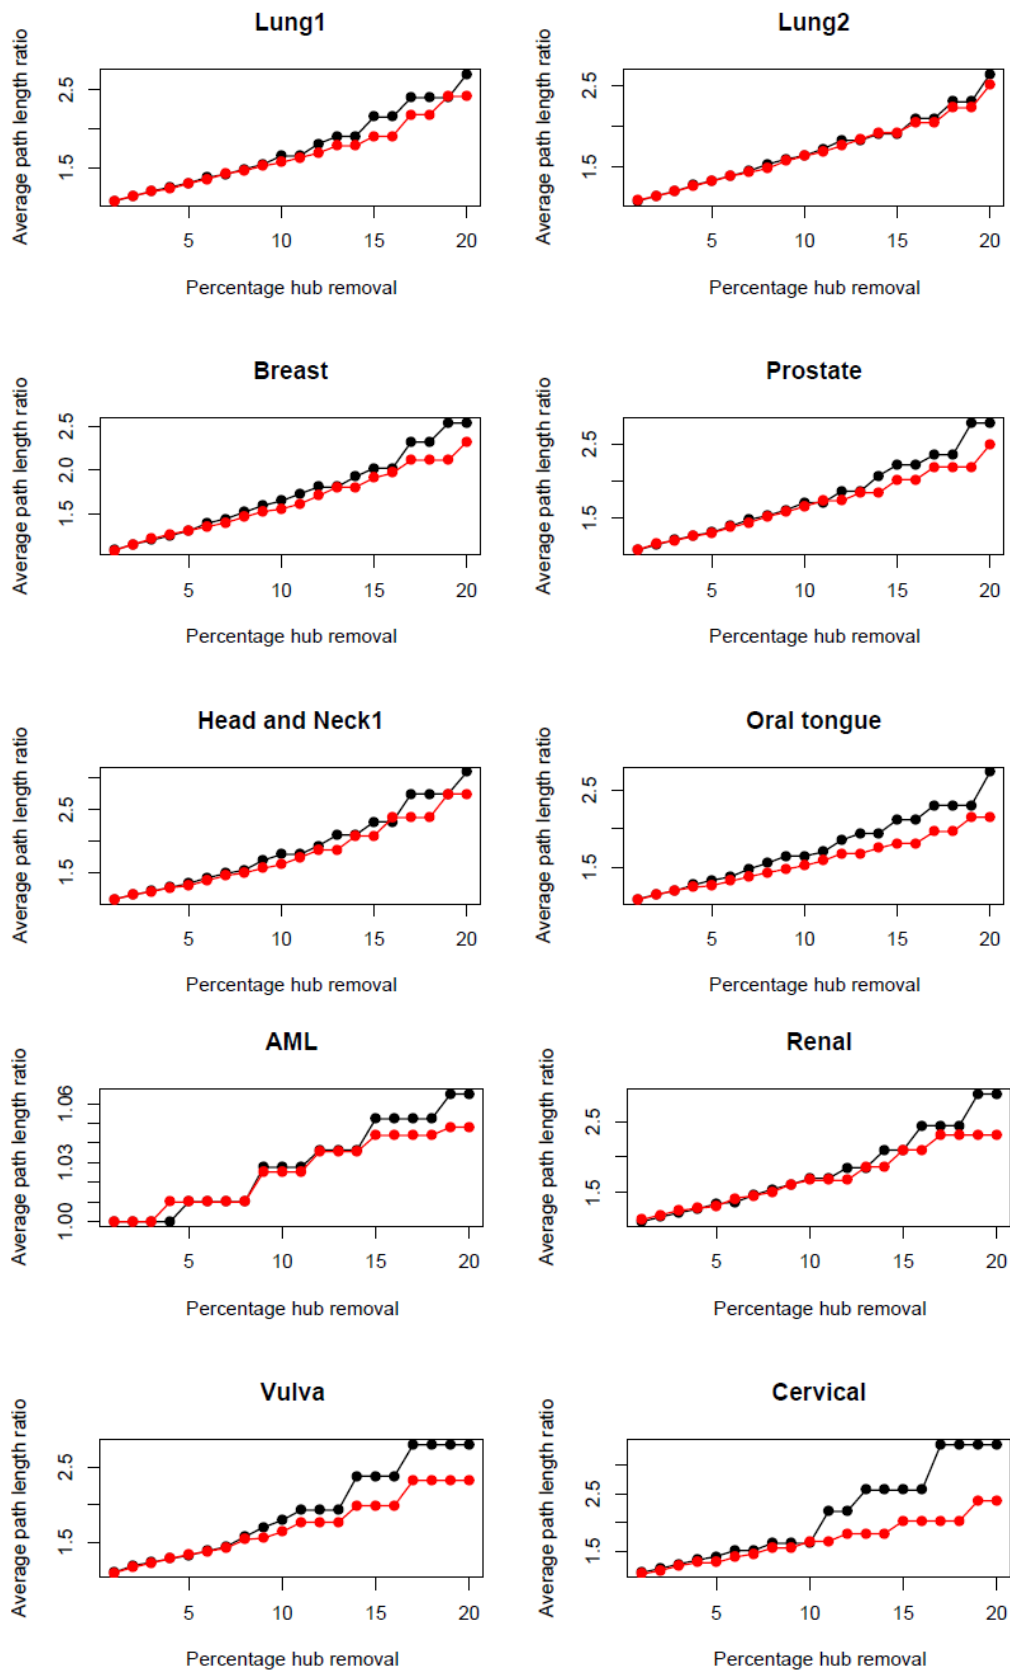 Lung1
Average path length ratio
2.5
1.5
5 10 15 20
Percentage hub removal
Lung2
Average path length ratio
2.5
1.5
5 10 15 20
Percentage hub removal
Breast
Average path length ratio
2.5
2.0
1.5
5 10 15 20
Percentage hub removal
Prostate
Average path length ratio
2.5
1.5
5 10 15 20
Percentage hub removal
Head and Neck1
Average path length ratio
2.5
1.5
5 10 15 20
Percentage hub removal
Oral tongue
Average path length ratio
2.5
1.5
5 10 15 20
Percentage hub removal
AML
Average path length ratio
1.06
1.03
1.00
5 10 15 20
Percentage hub removal
Renal
Average path length ratio
2.5
1.5
5 10 15 20
Percentage hub removal
Vulva
Average path length ratio
2.5
1.5
5 10 15 20
Percentage hub removal
Cervical
Average path length ratio
2.5
1.5
5 10 15 20
Percentage hub removal